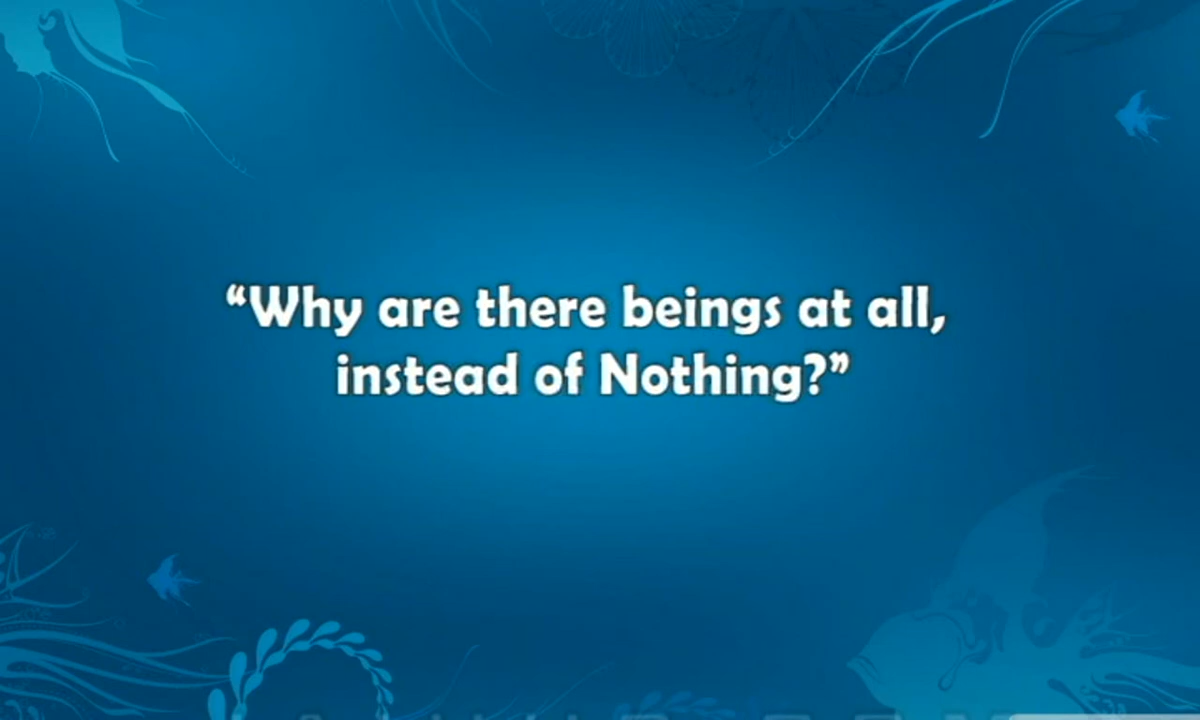 “Why are there beings at all,
instead of Nothing?”